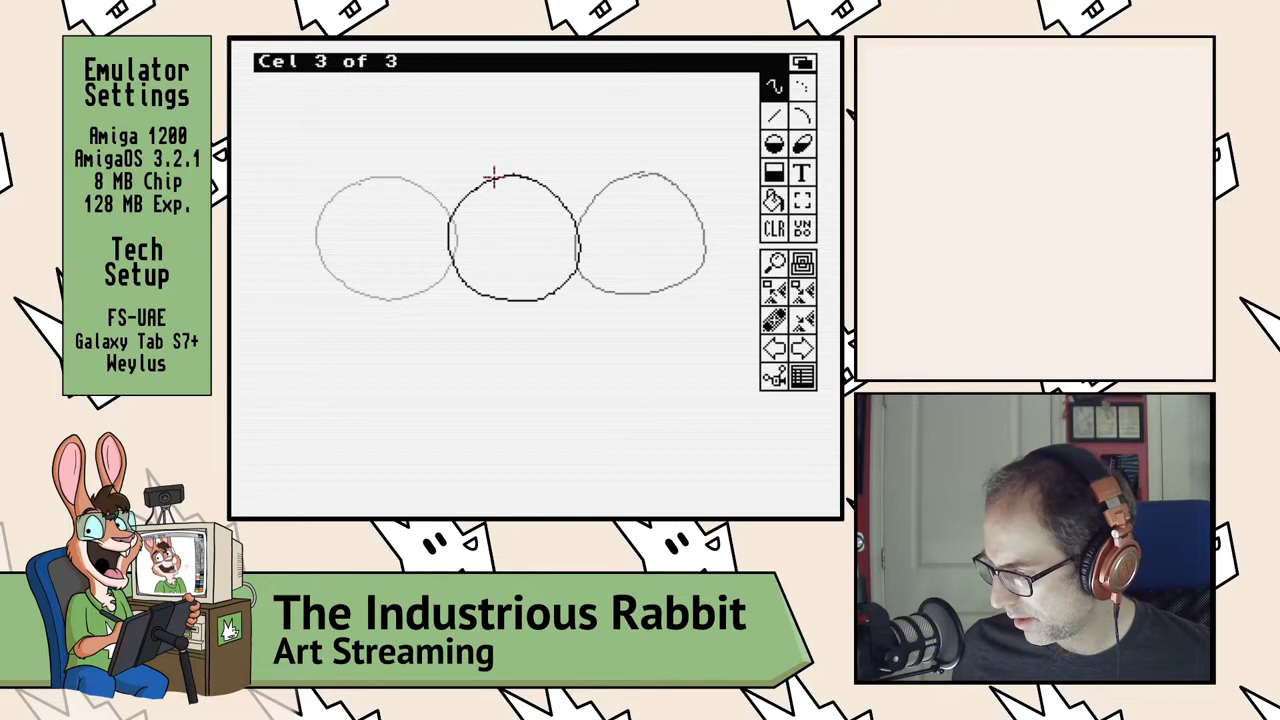 Emulator
Settings
Amiga 1200
AmigaOS 3.2.1
8 MB Chip
128 MB Exp.
Tech
Setup
FS-UAE
Galaxy Tab S7+
Weylus
Cel 3 of 3
T
CLR
UN
DO
The Industrious Rabbit
Art Streaming